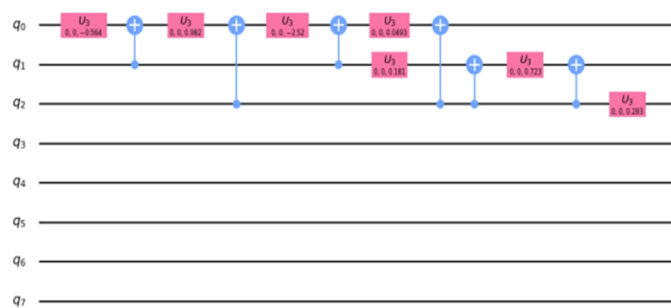 q0 U3 U3 U3 U3
0, 0, −0.564 0, 0, 0.982 0, 0, −2.52 0, 0, 0.0493
q1 U3 U3
0, 0, 0.181 0, 0, 0.723
q2 U3
0, 0, 0.283
q3
q4
q5
q6
q7